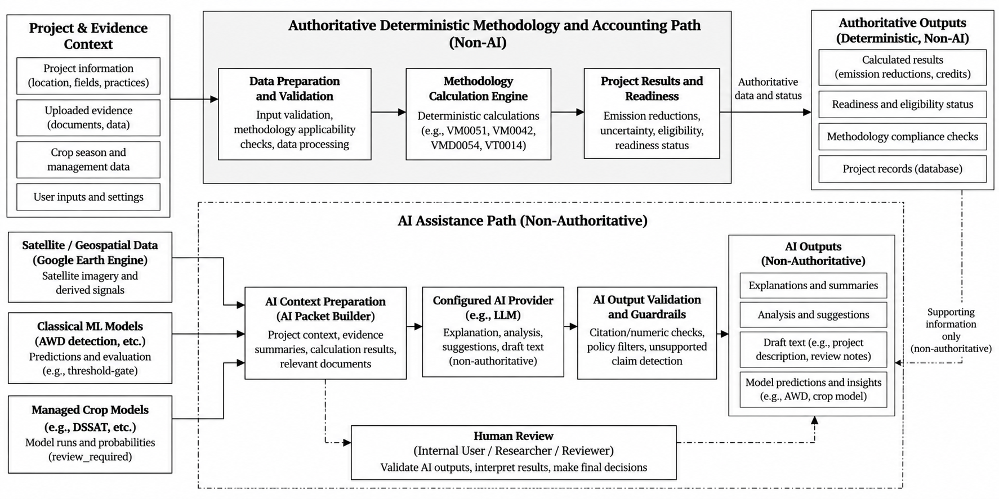 Project & Evidence
Context
Project information
(location, fields, practices)
Uploaded evidence
(documents, data)
Crop season and
management data
User inputs and settings
Authoritative Deterministic Methodology and Accounting Path
(Non-AI)
Data Preparation
and Validation
Input validation,
methodology applicability
checks, data processing
Methodology
Calculation Engine
Deterministic calculations
(e.g., VM0051, VM0042,
VMD0054, VT0014)
Project Results and
Readiness
Emission reductions,
uncertainty, eligibility,
readiness status
Authoritative
data and status
Authoritative Outputs
(Deterministic, Non-AI)
Calculated results
(emission reductions, credits)
Readiness and eligibility status
Methodology compliance checks
Project records (database)
Satellite / Geospatial Data
(Google Earth Engine)
Satellite imagery and
derived signals
Classical ML Models
(AWD detection, etc.)
Predictions and evaluation
(e.g., threshold-gate)
Managed Crop Models
(e.g., DSSAT, etc.)
Model runs and probabilities
(review_required)
AI Assistance Path (Non-Authoritative)
AI Context Preparation
(AI Packet Builder)
Project context, evidence
summaries, calculation results,
relevant documents
Configured AI Provider
(e.g., LLM)
Explanation, analysis,
suggestions, draft text
(non-authoritative)
AI Output Validation
and Guardrails
Citation/numeric checks,
policy filters, unsupported
claim detection
AI Outputs
(Non-Authoritative)
Explanations and summaries
Analysis and suggestions
Draft text (e.g., project
description, review notes)
Model predictions and insights
(e.g., AWD, crop model)
Supporting
information
only
(non-authoritative)
Human Review
(Internal User / Researcher / Reviewer)
Validate AI outputs, interpret results, make final decisions